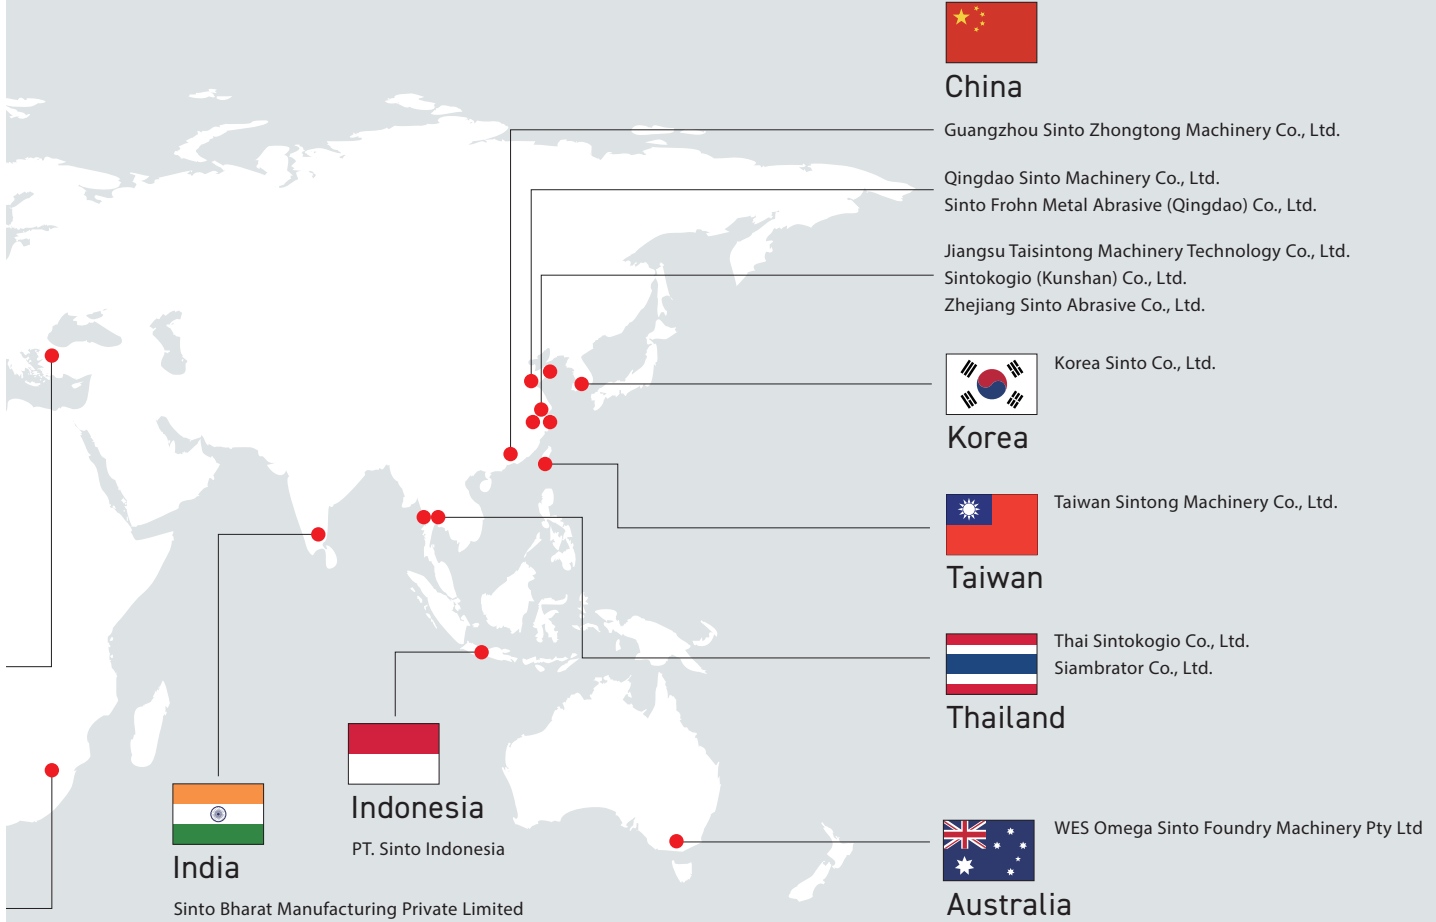 China
Guangzhou Sinto Zhongtong Machinery Co., Ltd.
Qingdao Sinto Machinery Co., Ltd.
Sinto Frohn Metal Abrasive (Qingdao) Co., Ltd.
Jiangsu Taisintong Machinery Technology Co., Ltd.
Sintokogio (Kunshan) Co., Ltd.
Zhejiang Sinto Abrasive Co., Ltd.
Korea Sinto Co., Ltd.
Korea
Taiwan Sintong Machinery Co., Ltd.
Taiwan
Thai Sintokogio Co., Ltd.
Siambrator Co., Ltd.
Thailand
WES Omega Sinto Foundry Machinery Pty Ltd
Australia
Indonesia
PT. Sinto Indonesia
India
Sinto Bharat Manufacturing Private Limited